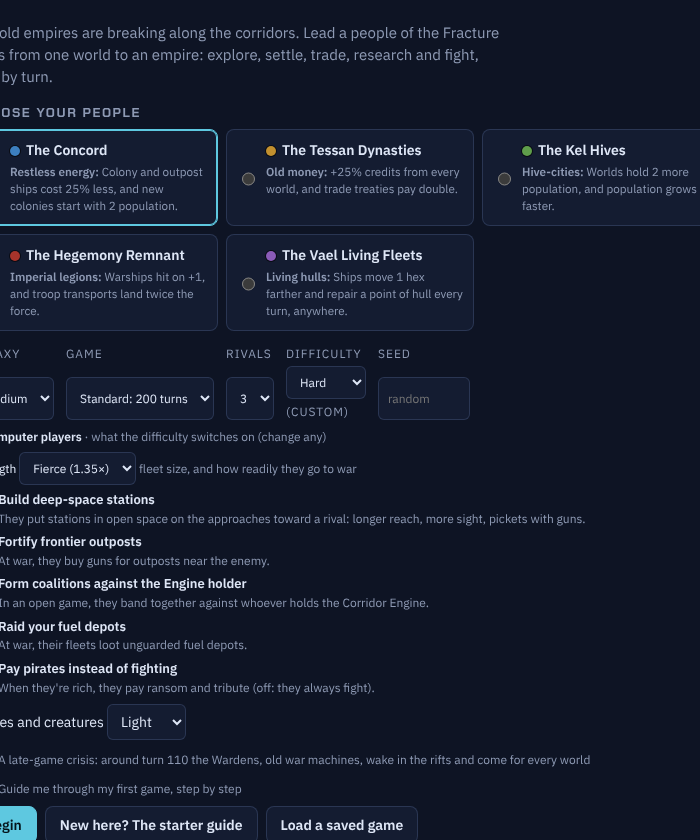 old empires are breaking along the corridors. Lead a people of the Fracture
s from one world to an empire: explore, settle, trade, research and fight,
by turn.
OSE YOUR PEOPLE
The Concord
Restless energy: Colony and outpost
ships cost 25% less, and new
colonies start with 2 population.
The Tessan Dynasties
Old money: +25% credits from every
world, and trade treaties pay double.
The Kel Hives
Hive-cities: Worlds hold 2 more
population, and population grows
faster.
The Hegemony Remnant
Imperial legions: Warships hit on +1,
and troop transports land twice the
force.
The Vael Living Fleets
Living hulls: Ships move 1 hex
farther and repair a point of hull every
turn, anywhere.
AXY GAME RIVALS DIFFICULTY SEED
dium Standard: 200 turns 3 Hard random
(CUSTOM)
mputer players · what the difficulty switches on (change any)
gth Fierce (1.35×) fleet size, and how readily they go to war
Build deep-space stations
They put stations in open space on the approaches toward a rival: longer reach, more sight, pickets with guns.
Fortify frontier outposts
At war, they buy guns for outposts near the enemy.
Form coalitions against the Engine holder
In an open game, they band together against whoever holds the Corridor Engine.
Raid your fuel depots
At war, their fleets loot unguarded fuel depots.
Pay pirates instead of fighting
When they're rich, they pay ransom and tribute (off: they always fight).
es and creatures Light
A late-game crisis: around turn 110 the Wardens, old war machines, wake in the rifts and come for every world
Guide me through my first game, step by step
egin New here? The starter guide Load a saved game